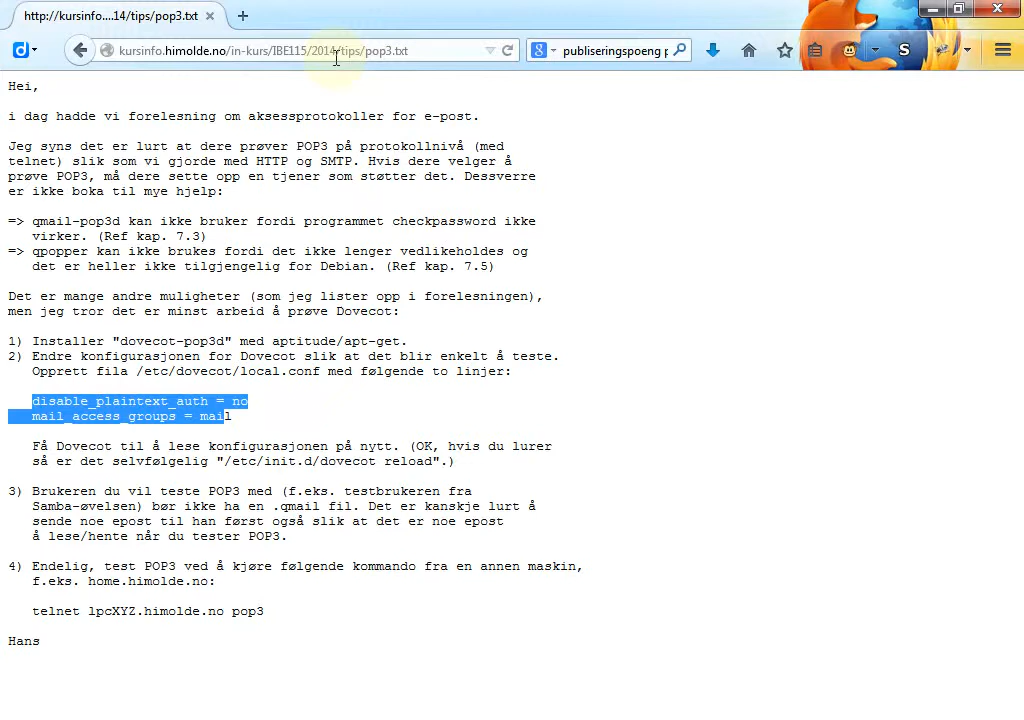 http://kursinfo....14/tips/pop3.txt
kursinfo.himolde.no/in-kurs/IBE115/2014/tips/pop3.txt
publiseringspoeng
Hei,
i dag hadde vi forelesning om aksessprotokoller for e-post.
Jeg syns det er lurt at dere prøver POP3 på protokollnivå (med
telnet) slik som vi gjorde med HTTP og SMTP. Hvis dere velger å
prøve POP3, må dere sette opp en tjener som støtter det. Dessverre
er ikke boka til mye hjelp:
=> qmail-pop3d kan ikke bruker fordi programmet checkpassword ikke
virker. (Ref kap. 7.3)
=> qpopper kan ikke brukes fordi det ikke lenger vedlikeholdes og
det er heller ikke tilgjengelig for Debian. (Ref kap. 7.5)
Det er mange andre muligheter (som jeg lister opp i forelesningen),
men jeg tror det er minst arbeid å prøve Dovecot:
1) Installer "dovecot-pop3d" med aptitude/apt-get.
2) Endre konfigurasjonen for Dovecot slik at det blir enkelt å teste.
Opprett fila /etc/dovecot/local.conf med følgende to linjer:
disable_plaintext_auth = no
mail_access_groups = mail
Få Dovecot til å lese konfigurasjonen på nytt. (OK, hvis du lurer
så er det selvfølgelig "/etc/init.d/dovecot reload".)
3) Brukeren du vil teste POP3 med (f.eks. testbrukeren fra
Samba-øvelsen) bør ikke ha en .qmail fil. Det er kanskje lurt å
sende noe epost til han først også slik at det er noe epost
å lese/hente når du tester POP3.
4) Endelig, test POP3 ved å kjøre følgende kommando fra en annen maskin,
f.eks. home.himolde.no:
telnet lpcXYZ.himolde.no pop3
Hans